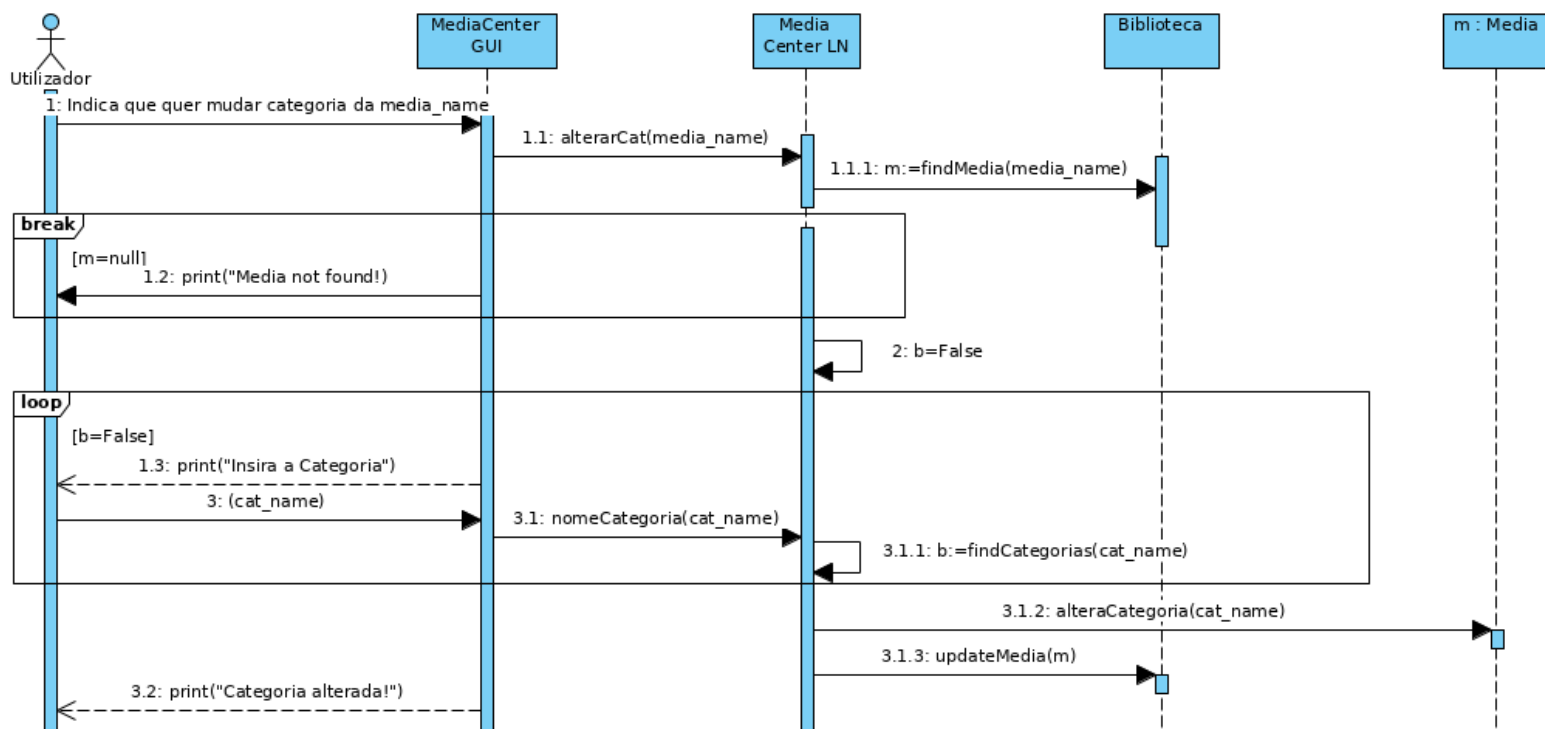 MediaCenter
GUI
Media
Center LN
Biblioteca
m : Media
Utilizador
1: Indica que quer mudar categoria da media_name
1.1: alterarCat(media_name)
1.1.1: m:=findMedia(media_name)
break
[m=null]
1.2: print("Media not found!)
2: b=False
loop
[b=False]
1.3: print("Insira a Categoria")
3: (cat_name)
3.1: nomeCategoria(cat_name)
3.1.1: b:=findCategorias(cat_name)
3.1.2: alteraCategoria(cat_name)
3.1.3: updateMedia(m)
3.2: print("Categoria alterada!")